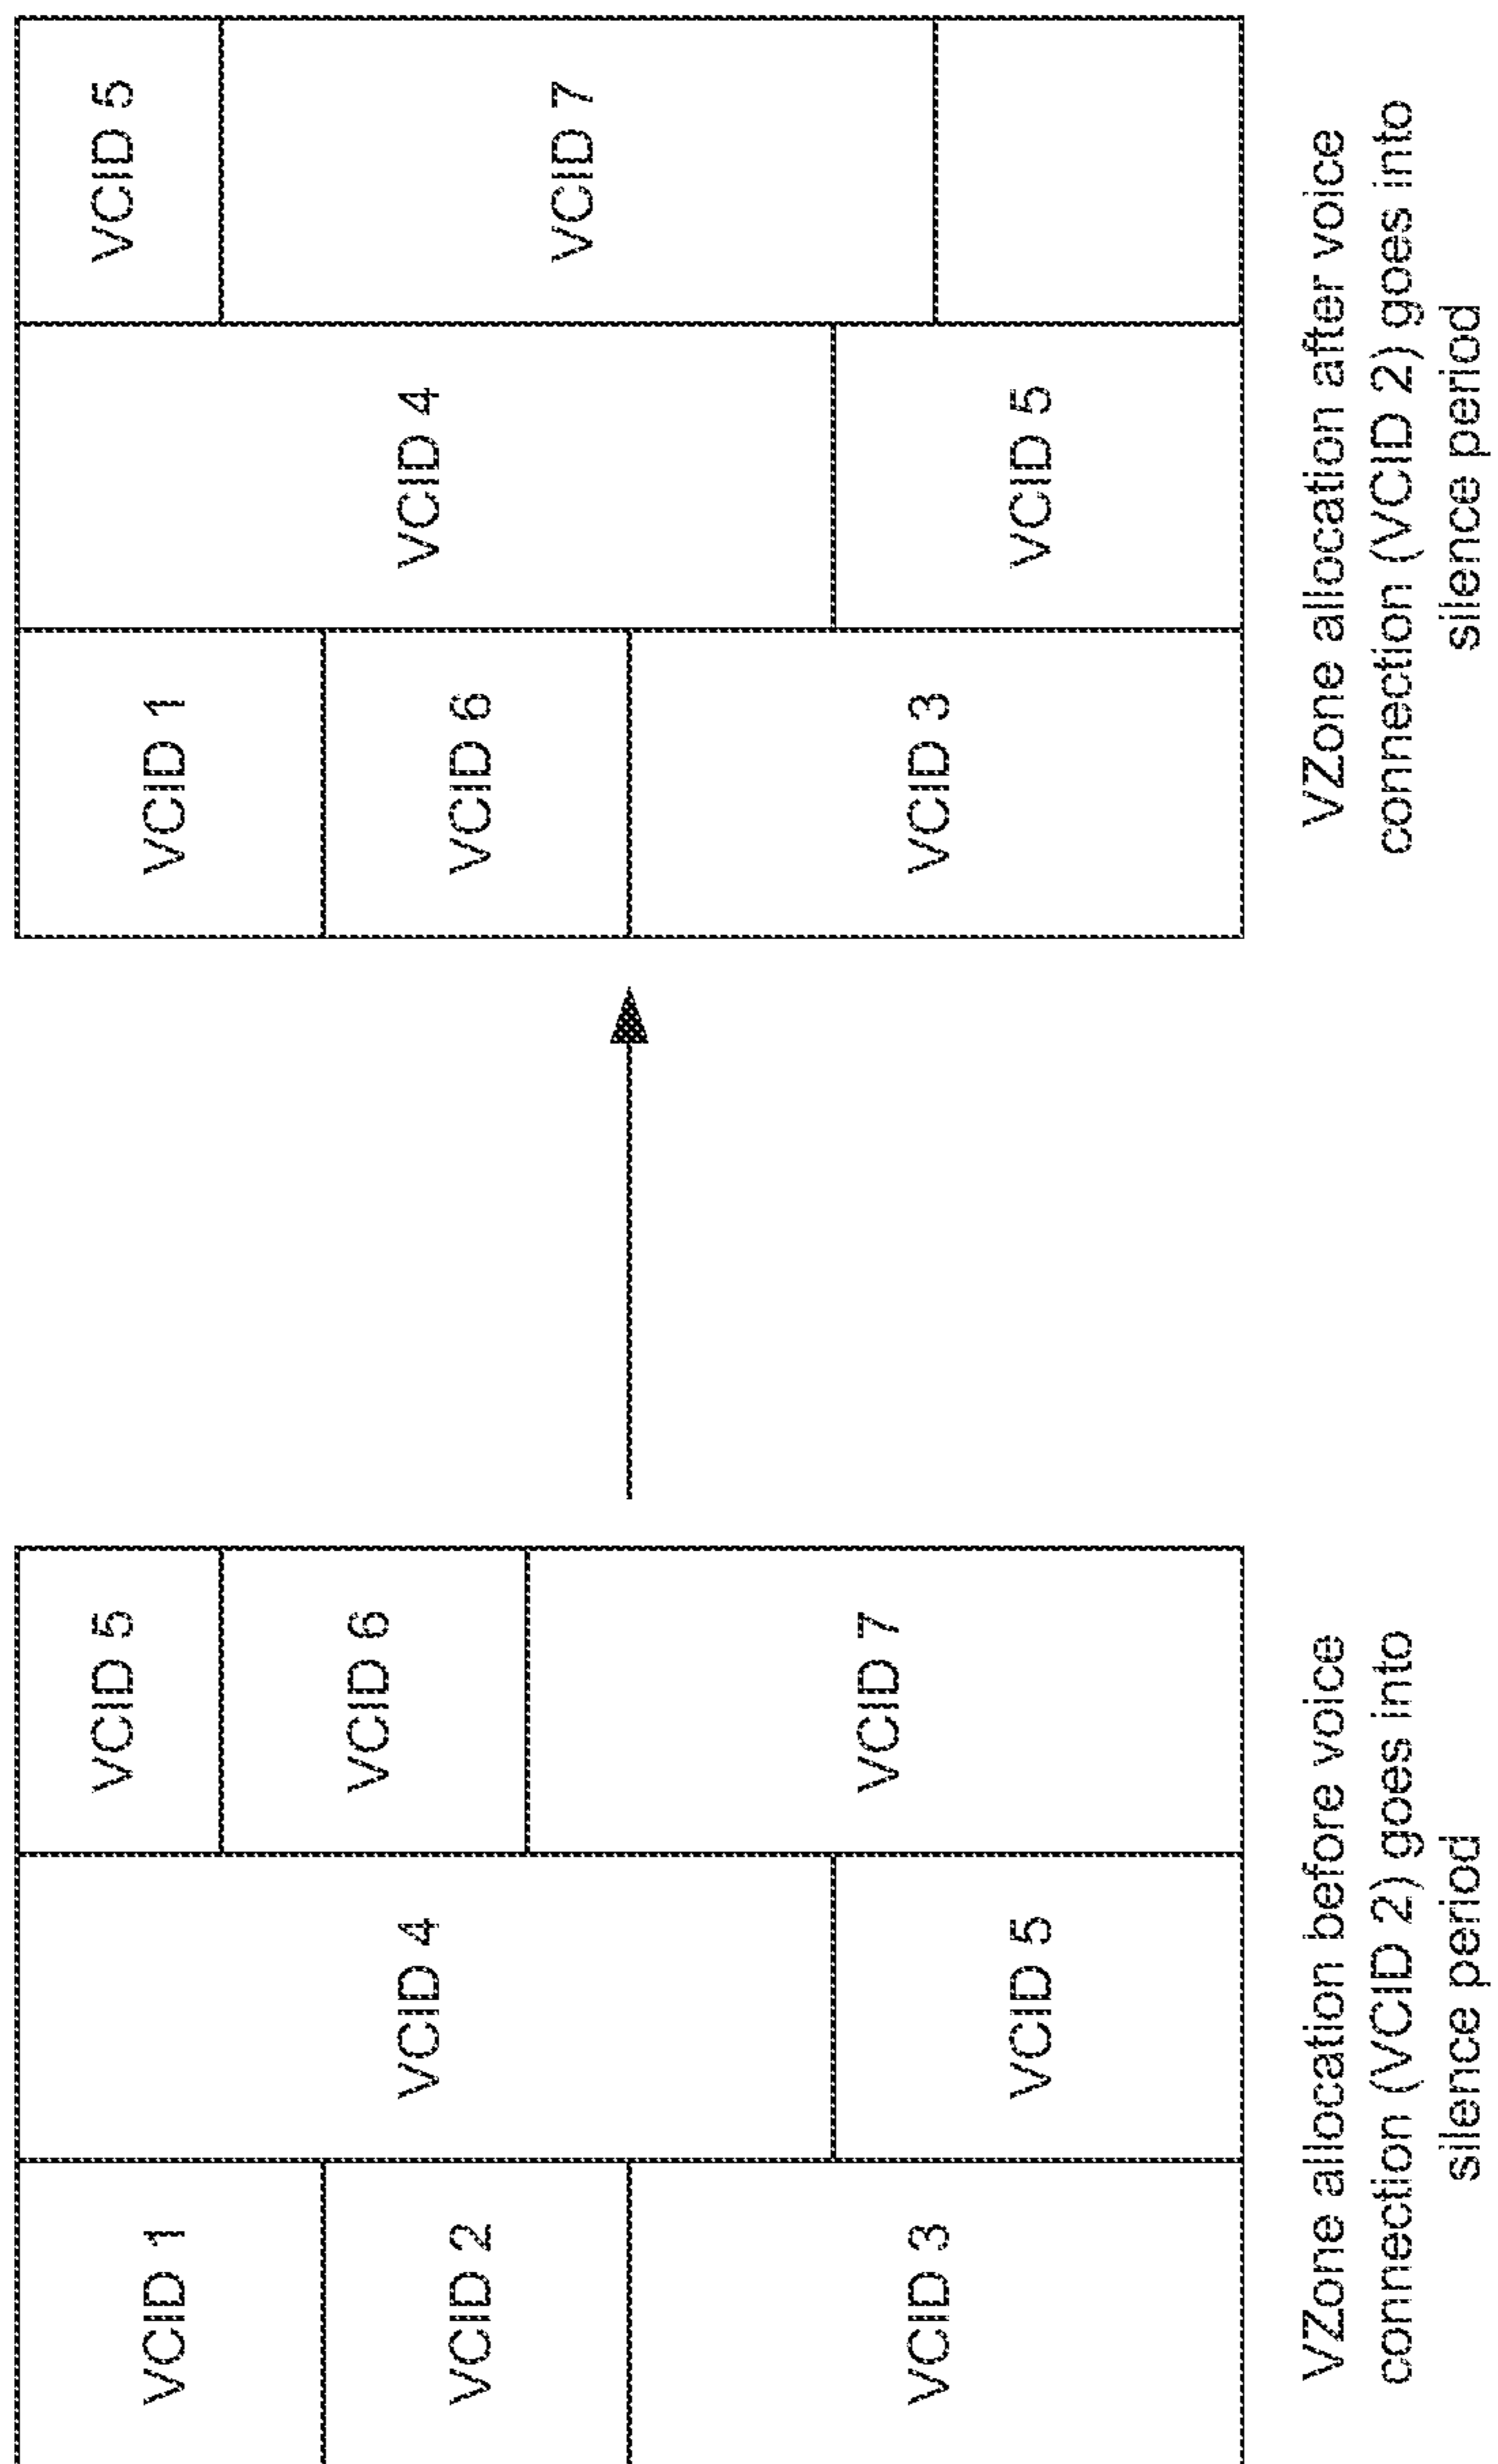 VCID 1
VCID 2
VCID 3
VCID 4
VCID 5
VCID 5
VCID 6
VCID 7
VZone allocation before voice
connection (VCID 2) goes into
silence period
VCID 1
VCID 6
VCID 3
VCID 4
VCID 5
VCID 5
VCID 7
VZone allocation after voice
connection (VCID 2) goes into
silence period